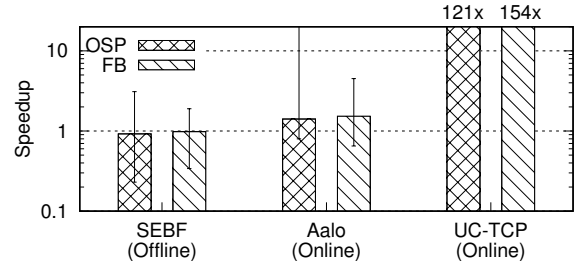 121x 154x
OSP
FB
10
1
0.1
Speedup
SEBF Aalo UC-TCP
(Offline) (Online) (Online)